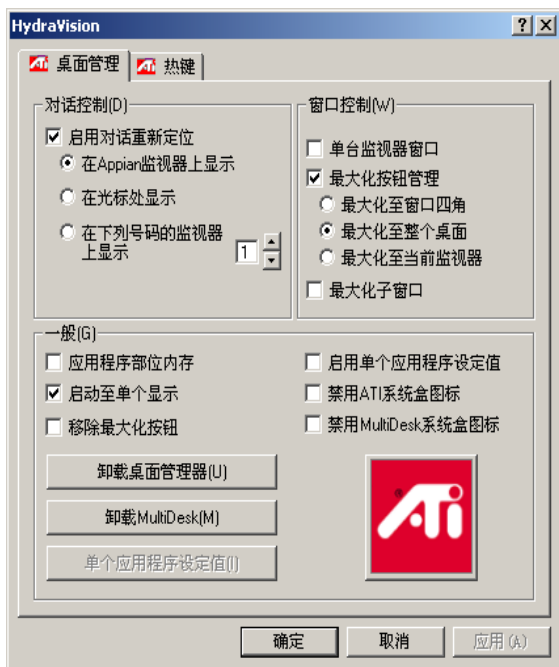 HydraVision
ATI 桌面管理
ATI 热键
对话控制(D)
启用对话重新定位
在Appian监视器上显示
在光标处显示
在下列号码的监视器
上显示
1
窗口控制(W)
单台监视器窗口
最大化按钮管理
最大化至窗口四角
最大化至整个桌面
最大化至当前监视器
最大化子窗口
一般(G)
应用程序部位内存
启动至单个显示
移除最大化按钮
启用单个应用程序设定值
禁用ATI系统盒图标
禁用MultiDesk系统盒图标
卸载桌面管理器(U)
卸载MultiDesk(M)
单个应用程序设定值(I)
ATI
确定
取消
应用(A)